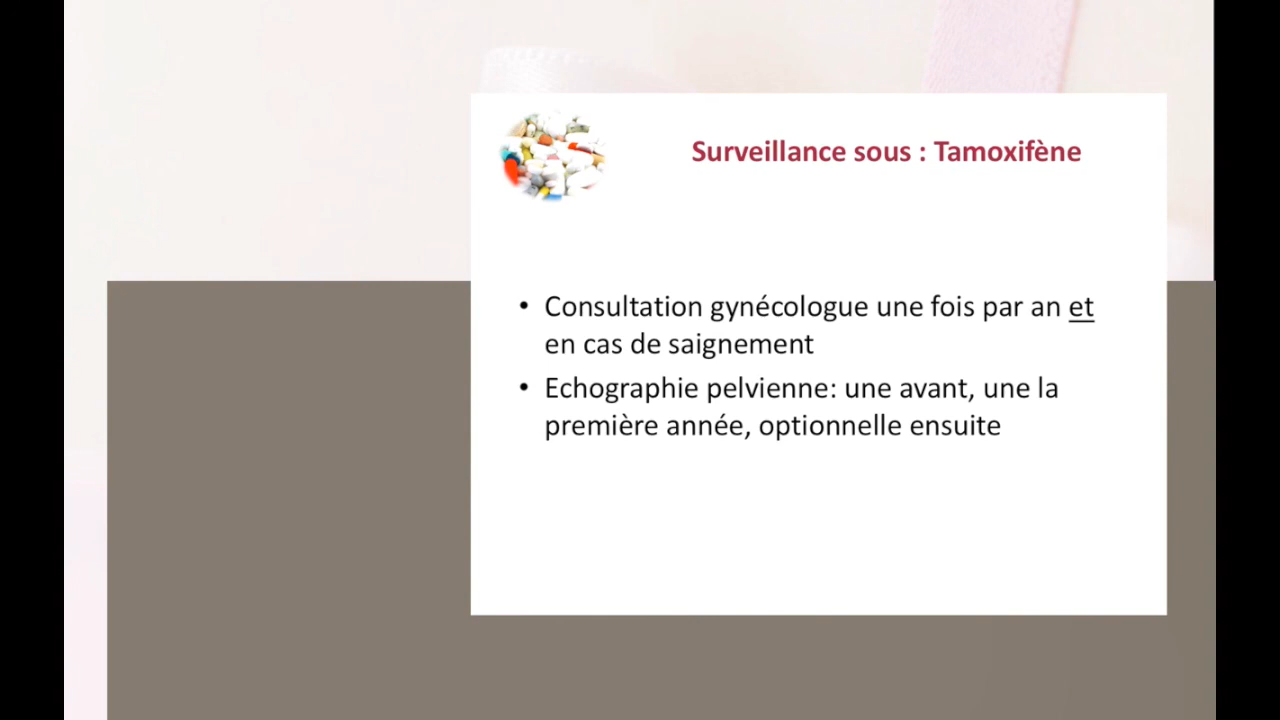 Surveillance sous : Tamoxifène
• Consultation gynécologue une fois par an et
en cas de saignement
• Echographie pelvienne: une avant, une la
première année, optionnelle ensuite